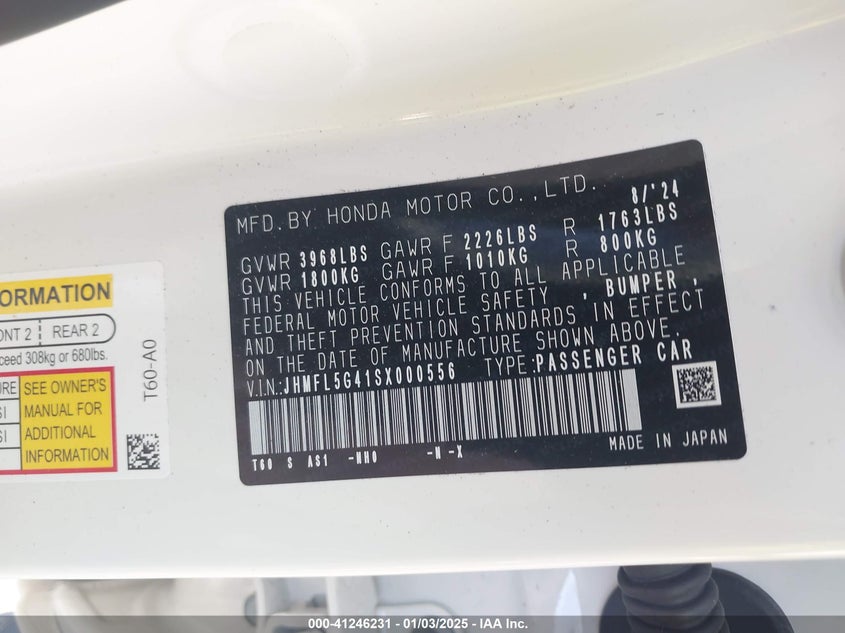 MFD.BY HONDA MOTOR CO.,LTD. 8/'24
GVWR 3968LBS GAWR F 2226LBS R 1763LBS
GVWR 1800KG GAWR F 1010KG R 800KG
THIS VEHICLE CONFORMS TO ALL APPLICABLE
FEDERAL MOTOR VEHICLE SAFETY , BUMPER ,
AND THEFT PREVENTION STANDARDS IN EFFECT
ON THE DATE OF MANUFACTURE SHOWN ABOVE.
V.IN:JHMFL5G41SX000556 TYPE:PASSENGER CAR
T60 S AS1 -NH0 -N -X
MADE IN JAPAN
ORMATION
ONT 2 REAR 2
ceed 308kg or 680lbs.
URE SEE OWNER'S
SI MANUAL FOR
SI ADDITIONAL
INFORMATION
T60-A0
000-41246231 - 01/03/2025 - IAA Inc.